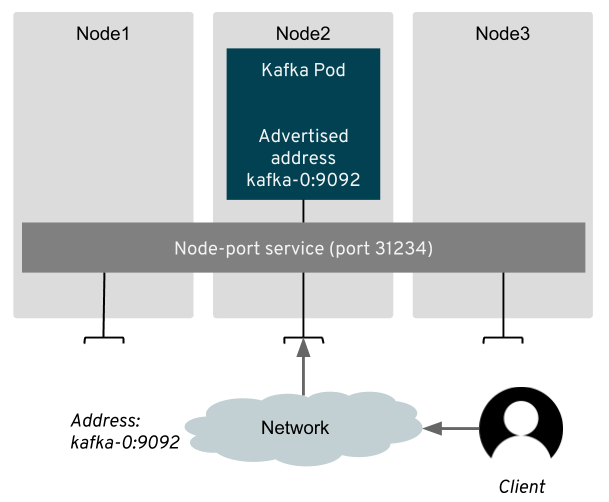 Node1
Node2
Node3
Kafka Pod
Advertised
address
kafka-0:9092
Node-port service (port 31234)
Address:
kafka-0:9092
Network
Client